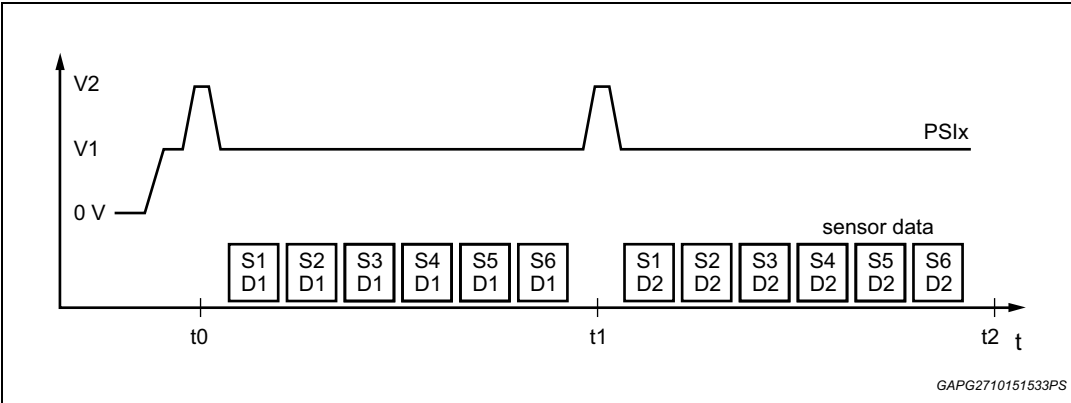 V2
V1
PSIx
0 V
sensor data
S1 S2 S3 S4 S5 S6 S1 S2 S3 S4 S5 S6
D1 D1 D1 D1 D1 D1 D2 D2 D2 D2 D2 D2
t0 t1 t2 t
GAPG2710151533PS